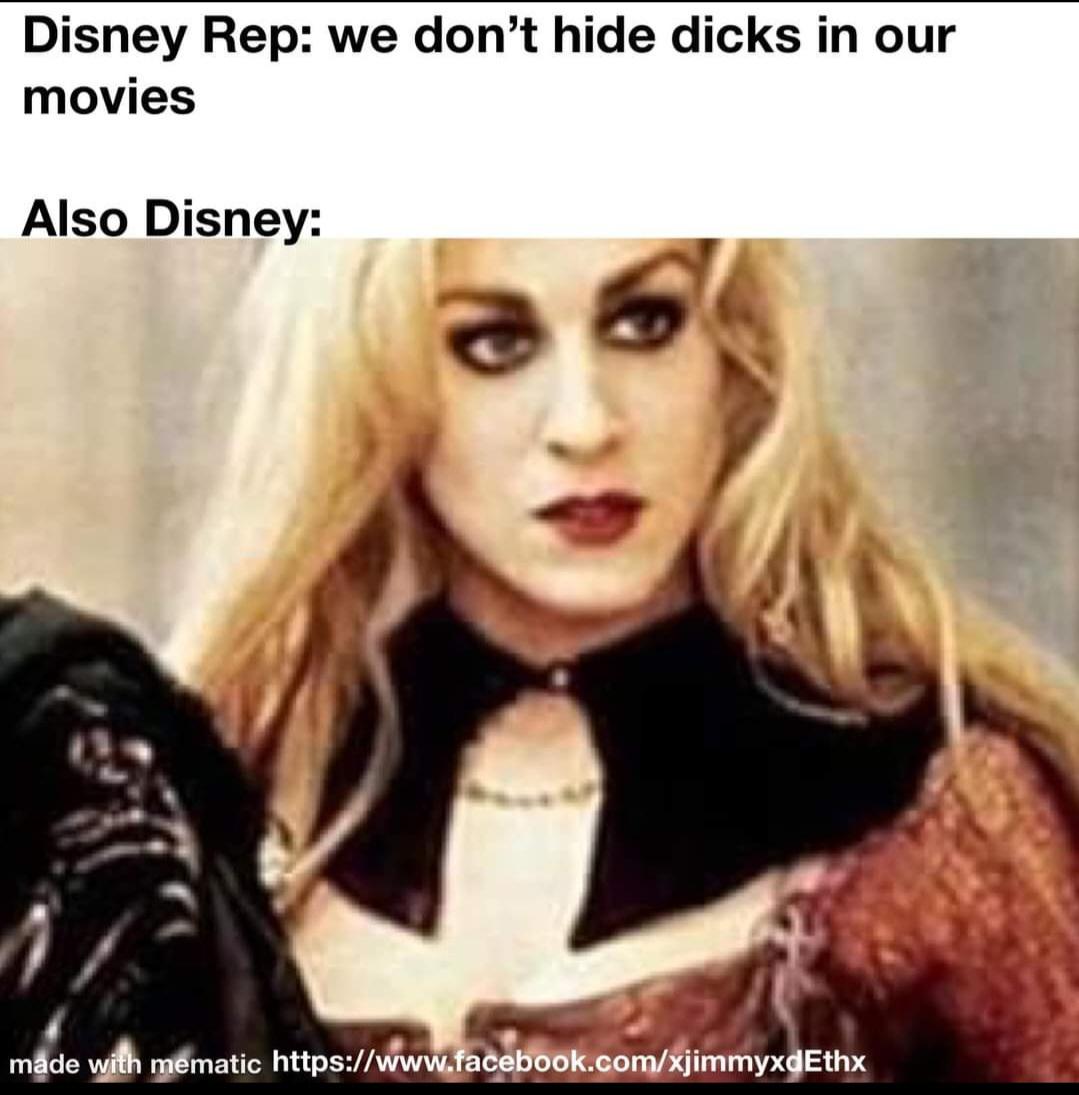 Disney Rep: we don’t hide dicks in our
movies
Also Disney:
made with mematic https://www.facebook.com/xjimmyxdEthx